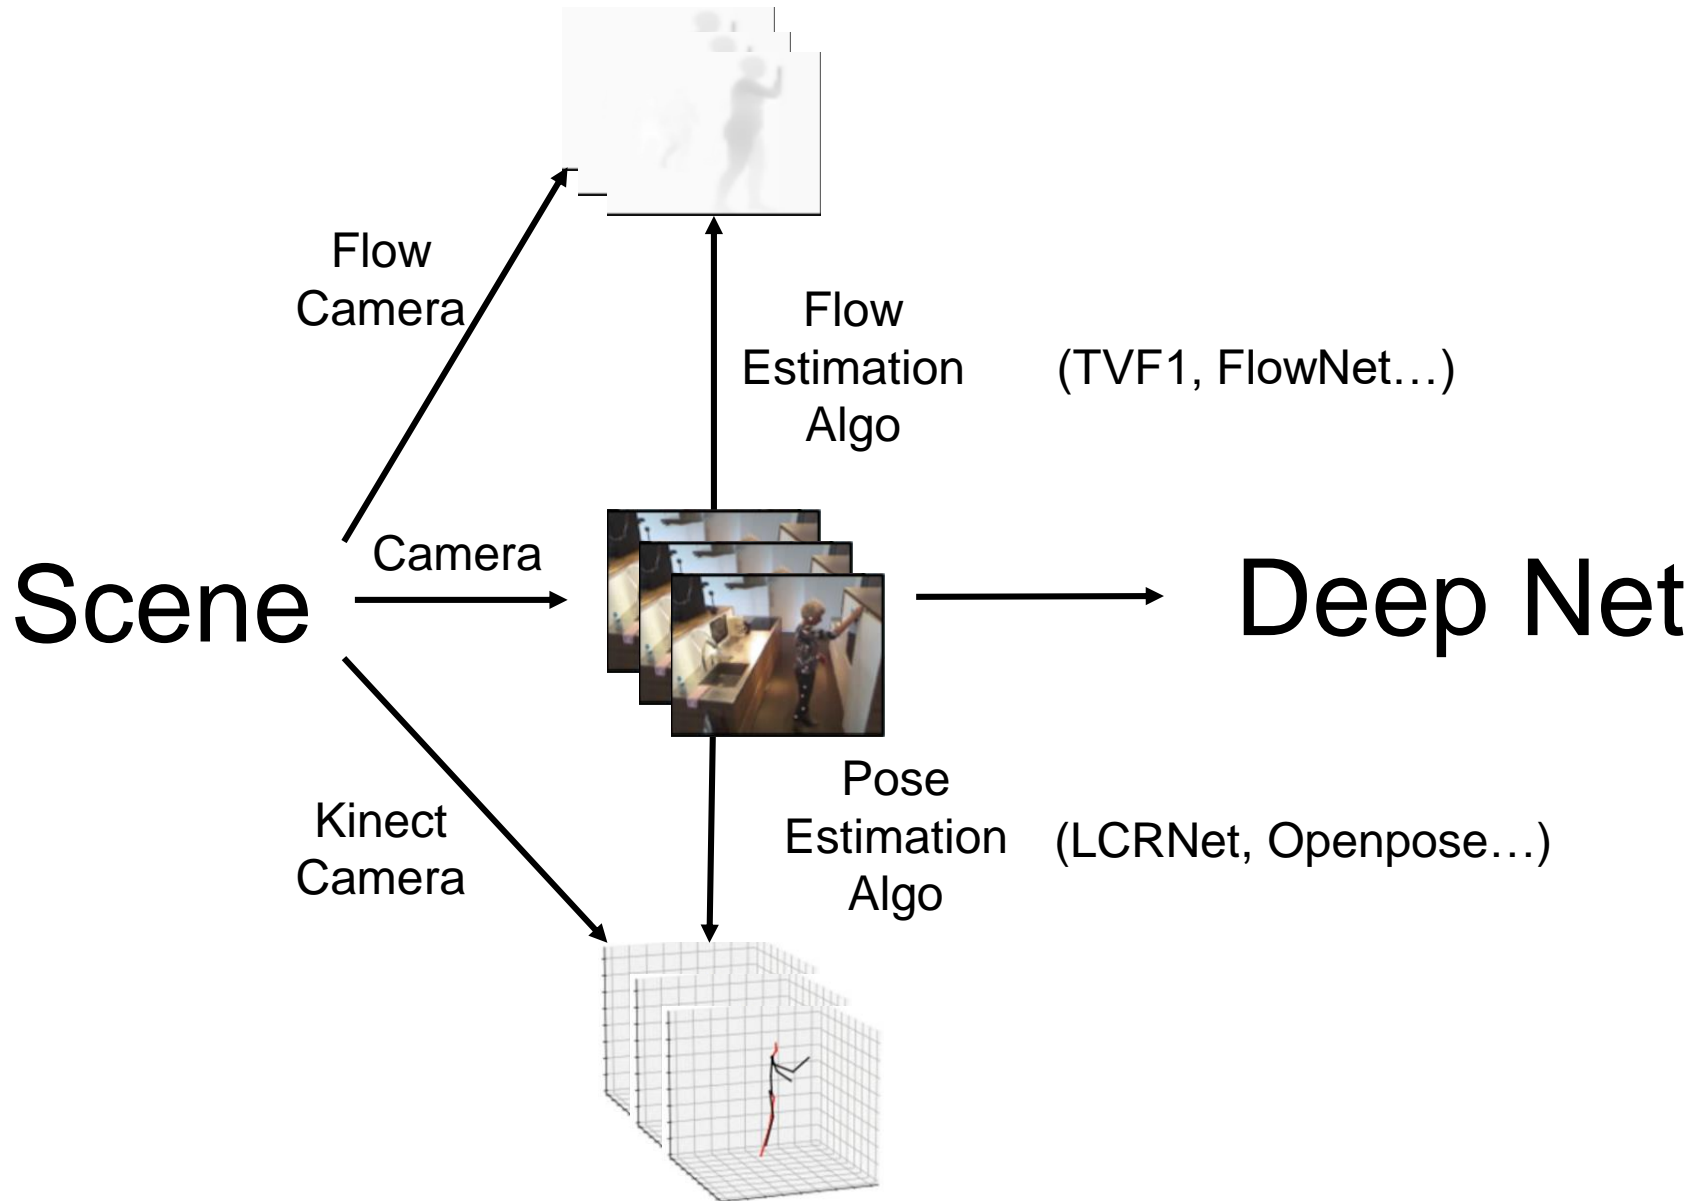 Flow
Camera
Flow
Estimation
Algo
(TVF1, FlowNet…)
Camera
Scene
Deep Net
Kinect
Camera
Pose
Estimation
Algo
(LCRNet, Openpose…)